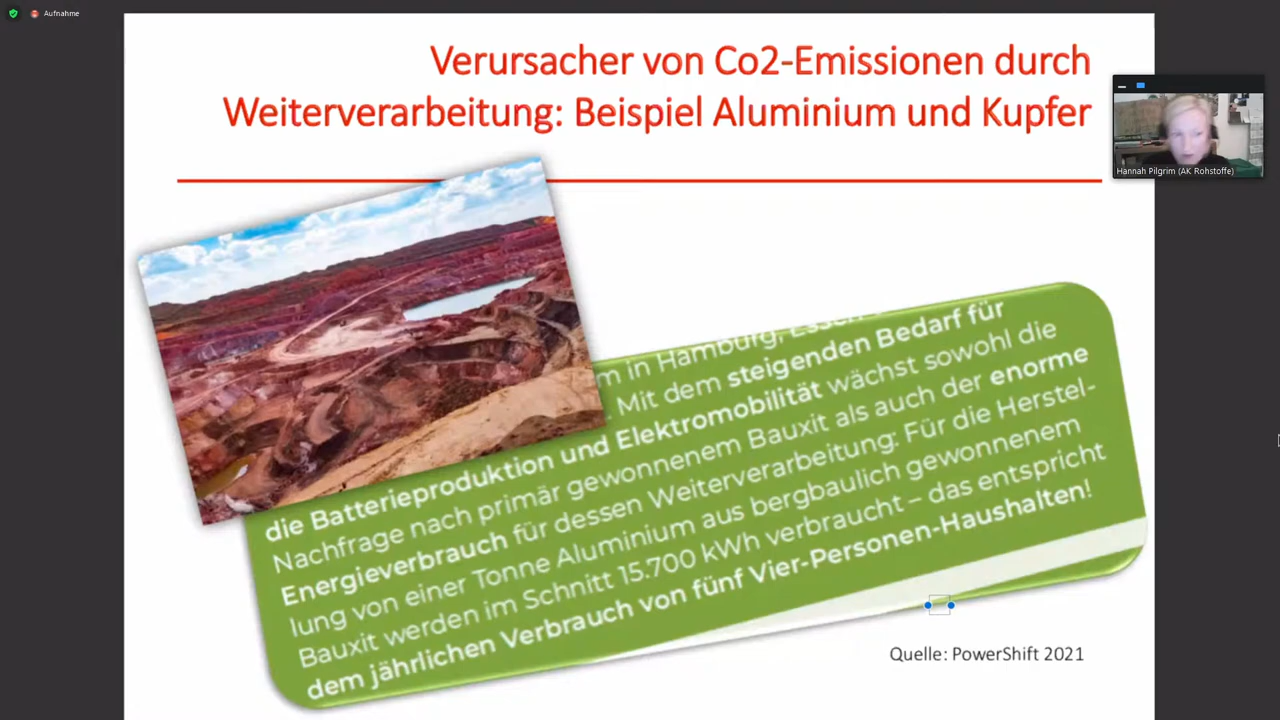 Aufnahme
Verursacher von Co2-Emissionen durch
Weiterverarbeitung: Beispiel Aluminium und Kupfer
Hannah Pilgrim (AK Rohstoffe)
m in Hamburg, Essen
. Mit dem steigenden Bedarf für
die Batterieproduktion und Elektromobilität wächst sowohl die
Nachfrage nach primär gewonnenem Bauxit als auch der enorme
Energieverbrauch für dessen Weiterverarbeitung: Für die Herstel-
lung von einer Tonne Aluminium aus bergbaulich gewonnenem
Bauxit werden im Schnitt 15.700 kWh verbraucht – das entspricht
dem jährlichen Verbrauch von fünf Vier-Personen-Haushalten!
Quelle: PowerShift 2021